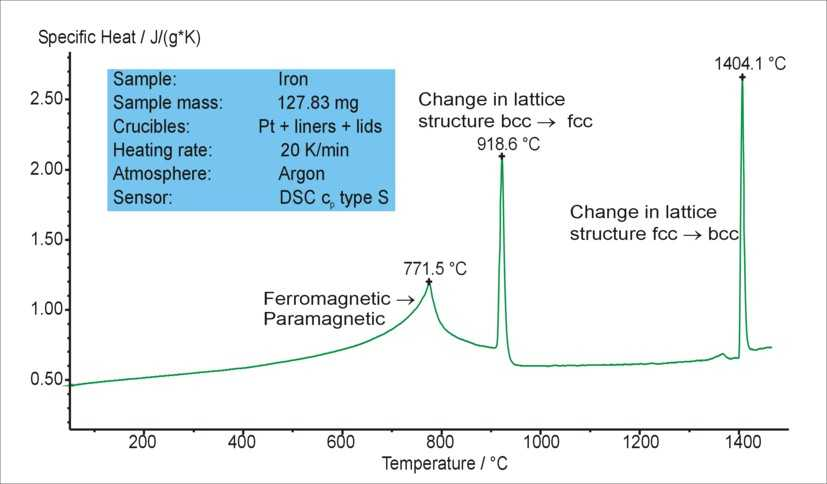 Specific Heat / J/(g*K)
Sample: Iron
Sample mass: 127.83 mg
Crucibles: Pt + liners + lids
Heating rate: 20 K/min
Atmosphere: Argon
Sensor: DSC cp type S
1404.1 °C
Change in lattice
structure bcc → fcc
918.6 °C
Change in lattice
structure fcc → bcc
771.5 °C
Ferromagnetic →
Paramagnetic
2.50
2.00
1.50
1.00
0.50
200 400 600 800 1000 1200 1400
Temperature / °C